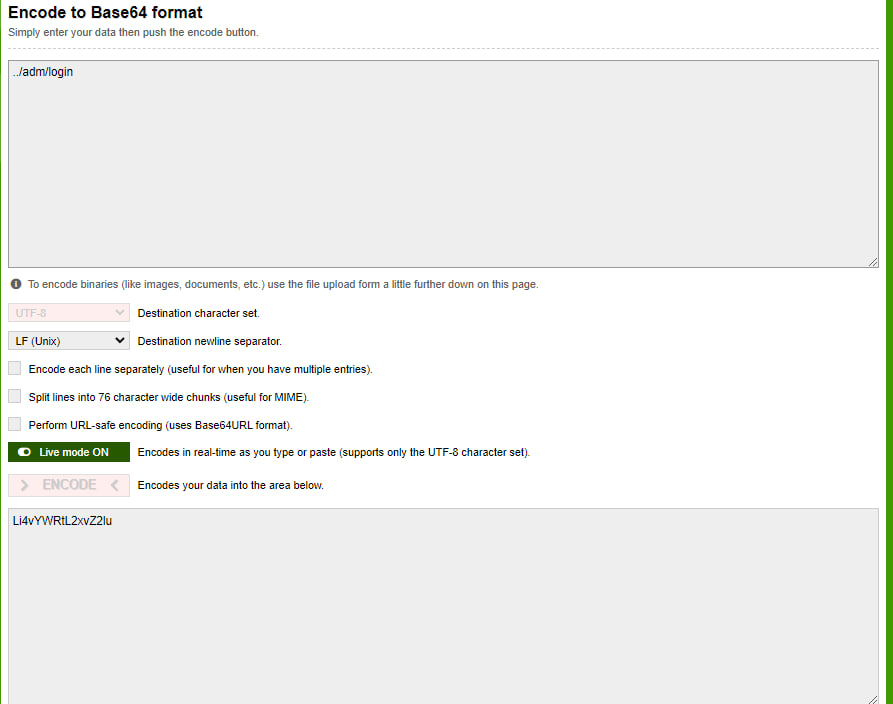 Encode to Base64 format
Simply enter your data then push the encode button.
../adm/login
To encode binaries (like images, documents, etc.) use the file upload form a little further down on this page.
UTF-8 Destination character set.
LF (Unix) Destination newline separator.
Encode each line separately (useful for when you have multiple entries).
Split lines into 76 character wide chunks (useful for MIME).
Perform URL-safe encoding (uses Base64URL format).
Live mode ON Encodes in real-time as you type or paste (supports only the UTF-8 character set).
> ENCODE < Encodes your data into the area below.
Li4vYWRtL2xvZ2lu